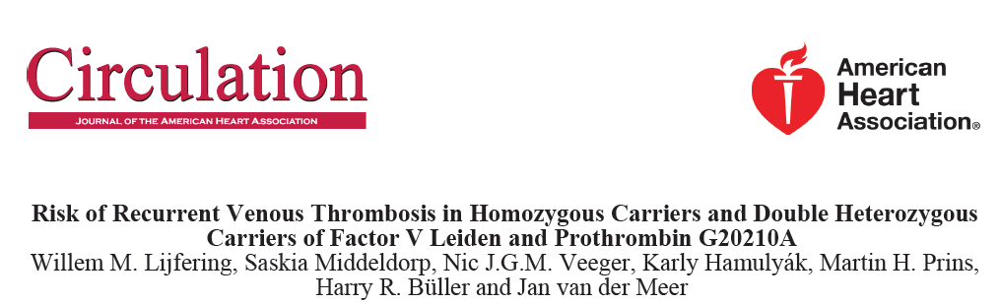 Circulation
JOURNAL OF THE AMERICAN HEART ASSOCIATION
American
Heart
Association®
Risk of Recurrent Venous Thrombosis in Homozygous Carriers and Double Heterozygous
Carriers of Factor V Leiden and Prothrombin G20210A
Willem M. Lijfering, Saskia Middeldorp, Nic J.G.M. Veeger, Karly Hamulyák, Martin H. Prins,
Harry R. Büller and Jan van der Meer